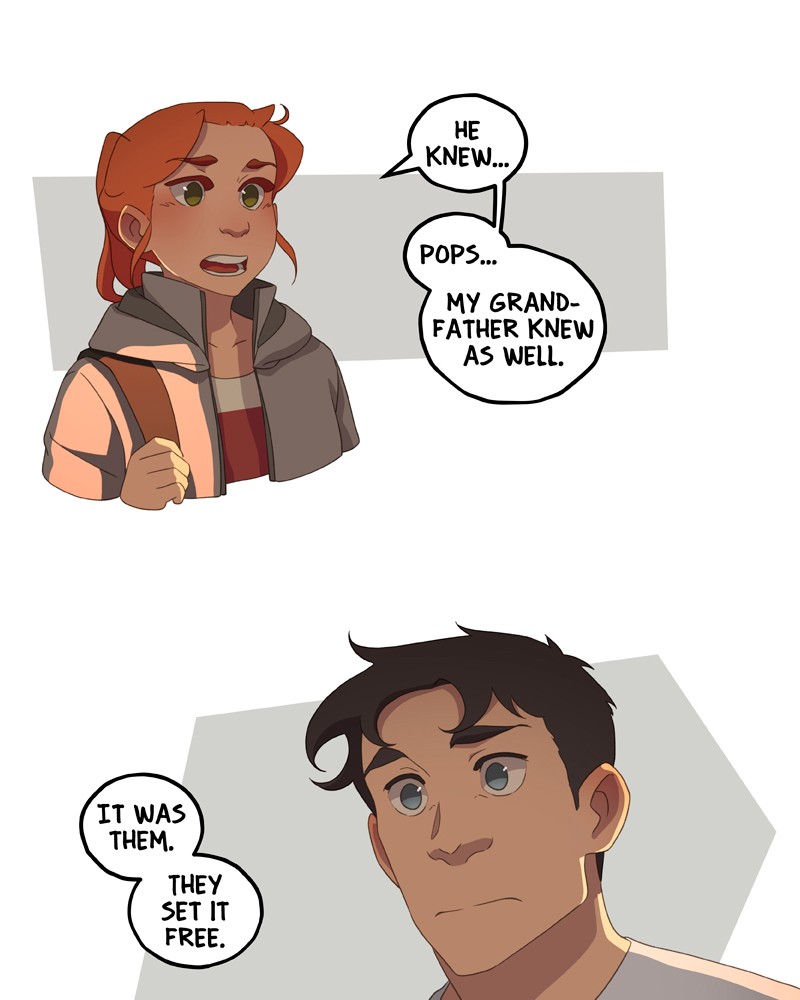 HE
KNEW...
POPS...
MY GRAND-
FATHER KNEW
AS WELL.
IT WAS
THEM.
THEY
SET IT
FREE.